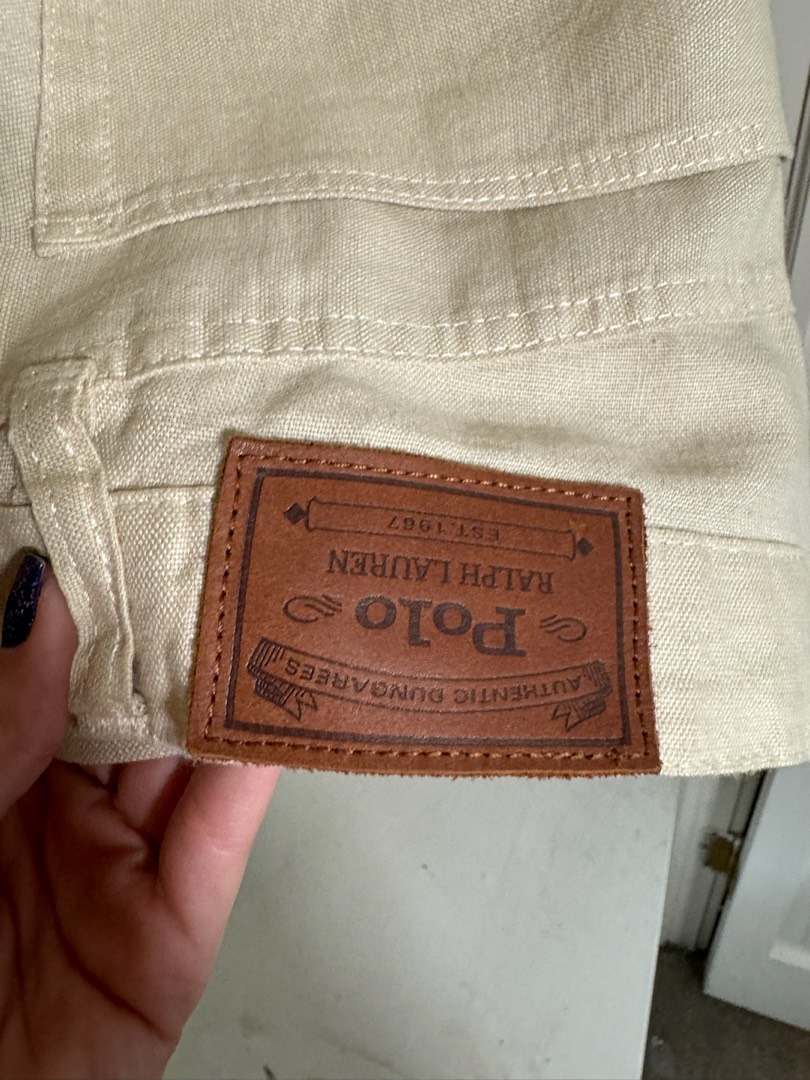 AUTHENTIC DUNGAREES
Polo
RALPH LAUREN
EST. 1967